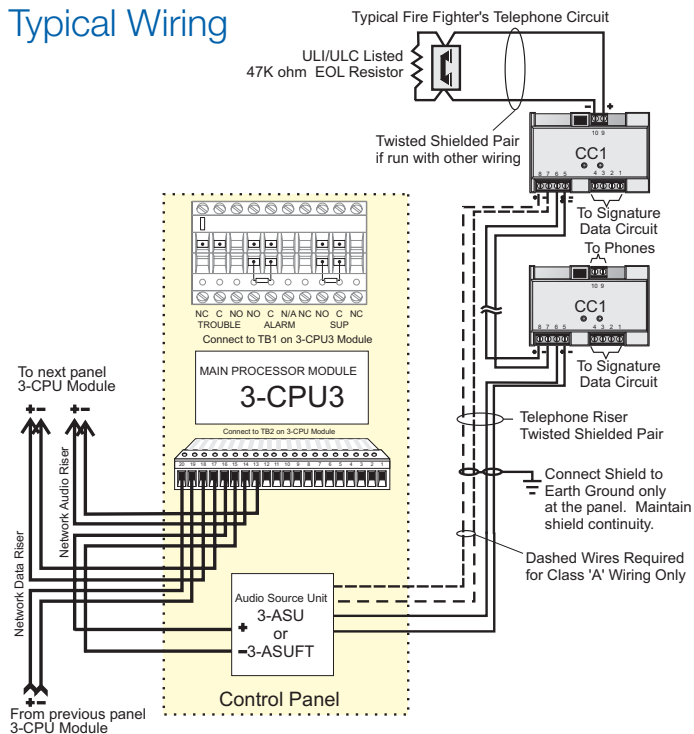 Typical Wiring
Typical Fire Fighter's Telephone Circuit
ULI/ULC Listed
47K ohm EOL Resistor
- +
10 9
Twisted Shielded Pair
if run with other wiring
CC1
8 7 6 5 4 3 2 1
To Signature
Data Circuit
To Phones
10 9
CC1
8 7 6 5 4 3 2 1
To Signature
Data Circuit
NC C NO NO C N/A NC NO C NC
TROUBLE ALARM SUP
Connect to TB1 on 3-CPU3 Module
MAIN PROCESSOR MODULE
3-CPU3
Connect to TB2 on 3-CPU Module
20 19 18 17 16 15 14 13 12 11 10 9 8 7 6 5 4 3 2 1
To next panel
3-CPU Module
+ - + -
Network Audio Riser
Network Data Riser
Telephone Riser
Twisted Shielded Pair
Connect Shield to
Earth Ground only
at the panel. Maintain
shield continuity.
Dashed Wires Required
for Class 'A' Wiring Only
Audio Source Unit
3-ASU
or
3-ASUFT
+
-
Control Panel
+ -
From previous panel
3-CPU Module